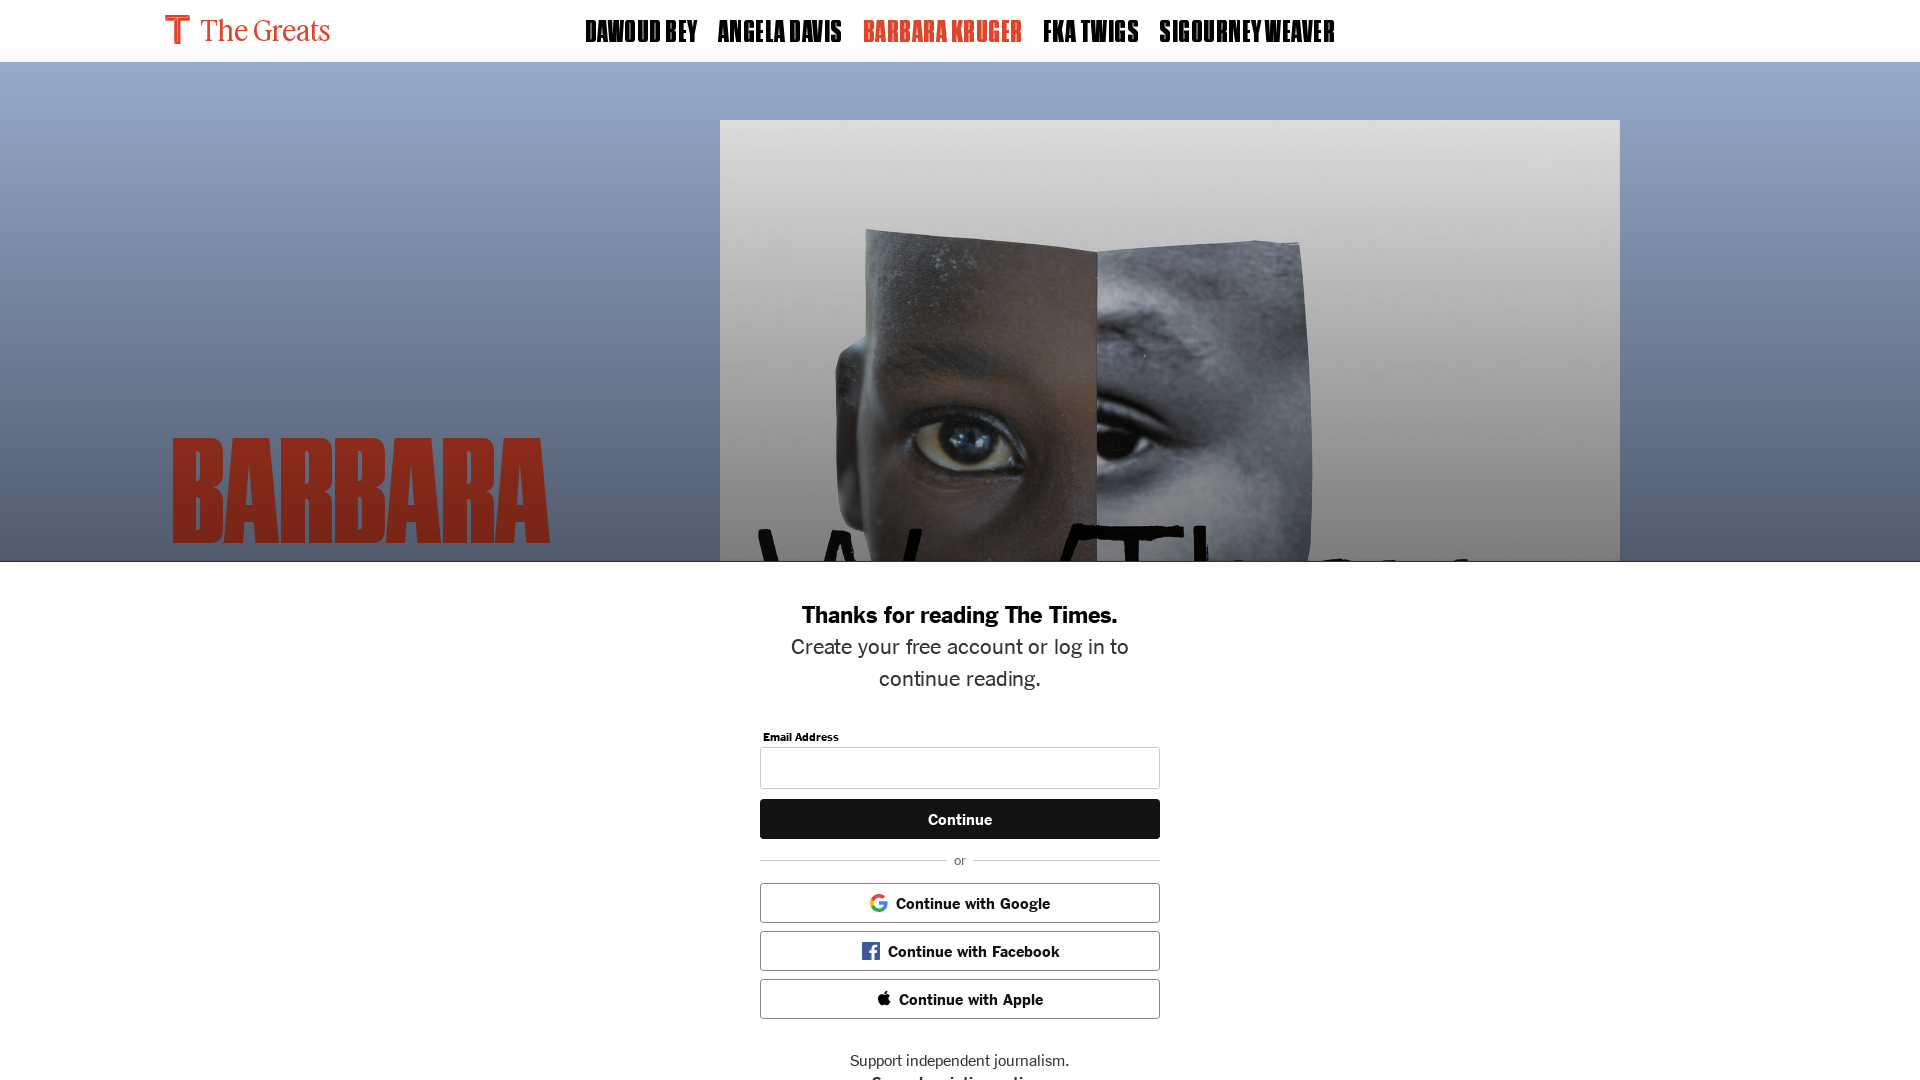 The Greats
DAWOUD BEY
ANGELA DAVIS
BARBARA KRUGER
FKA TWIGS
SIGOURNEY WEAVER
BARBARA
Thanks for reading The Times.
Create your free account or log in to
continue reading.
Email Address
Continue
or
Continue with Google
Continue with Facebook
Continue with Apple
Support independent journalism.